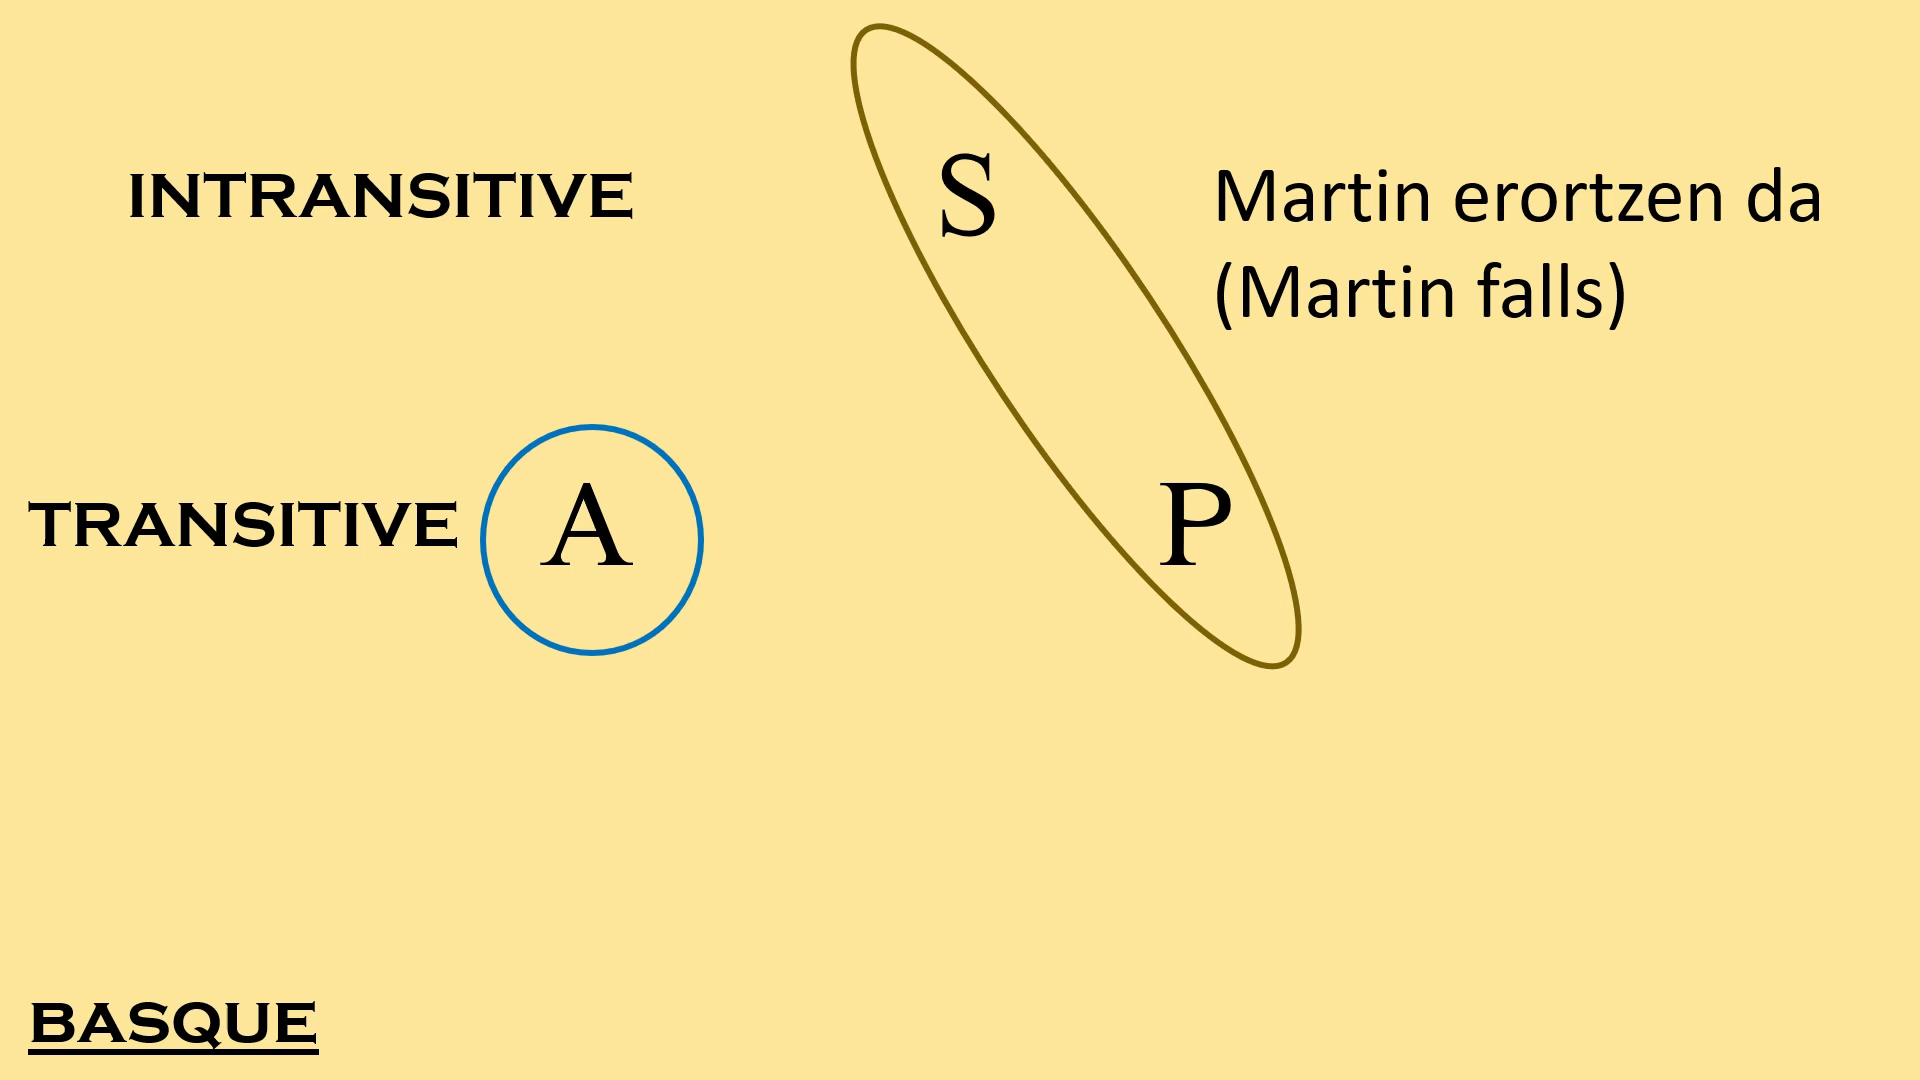 INTRANSITIVE
S
Martin erortzen da
(Martin falls)
TRANSITIVE
A
P
BASQUE